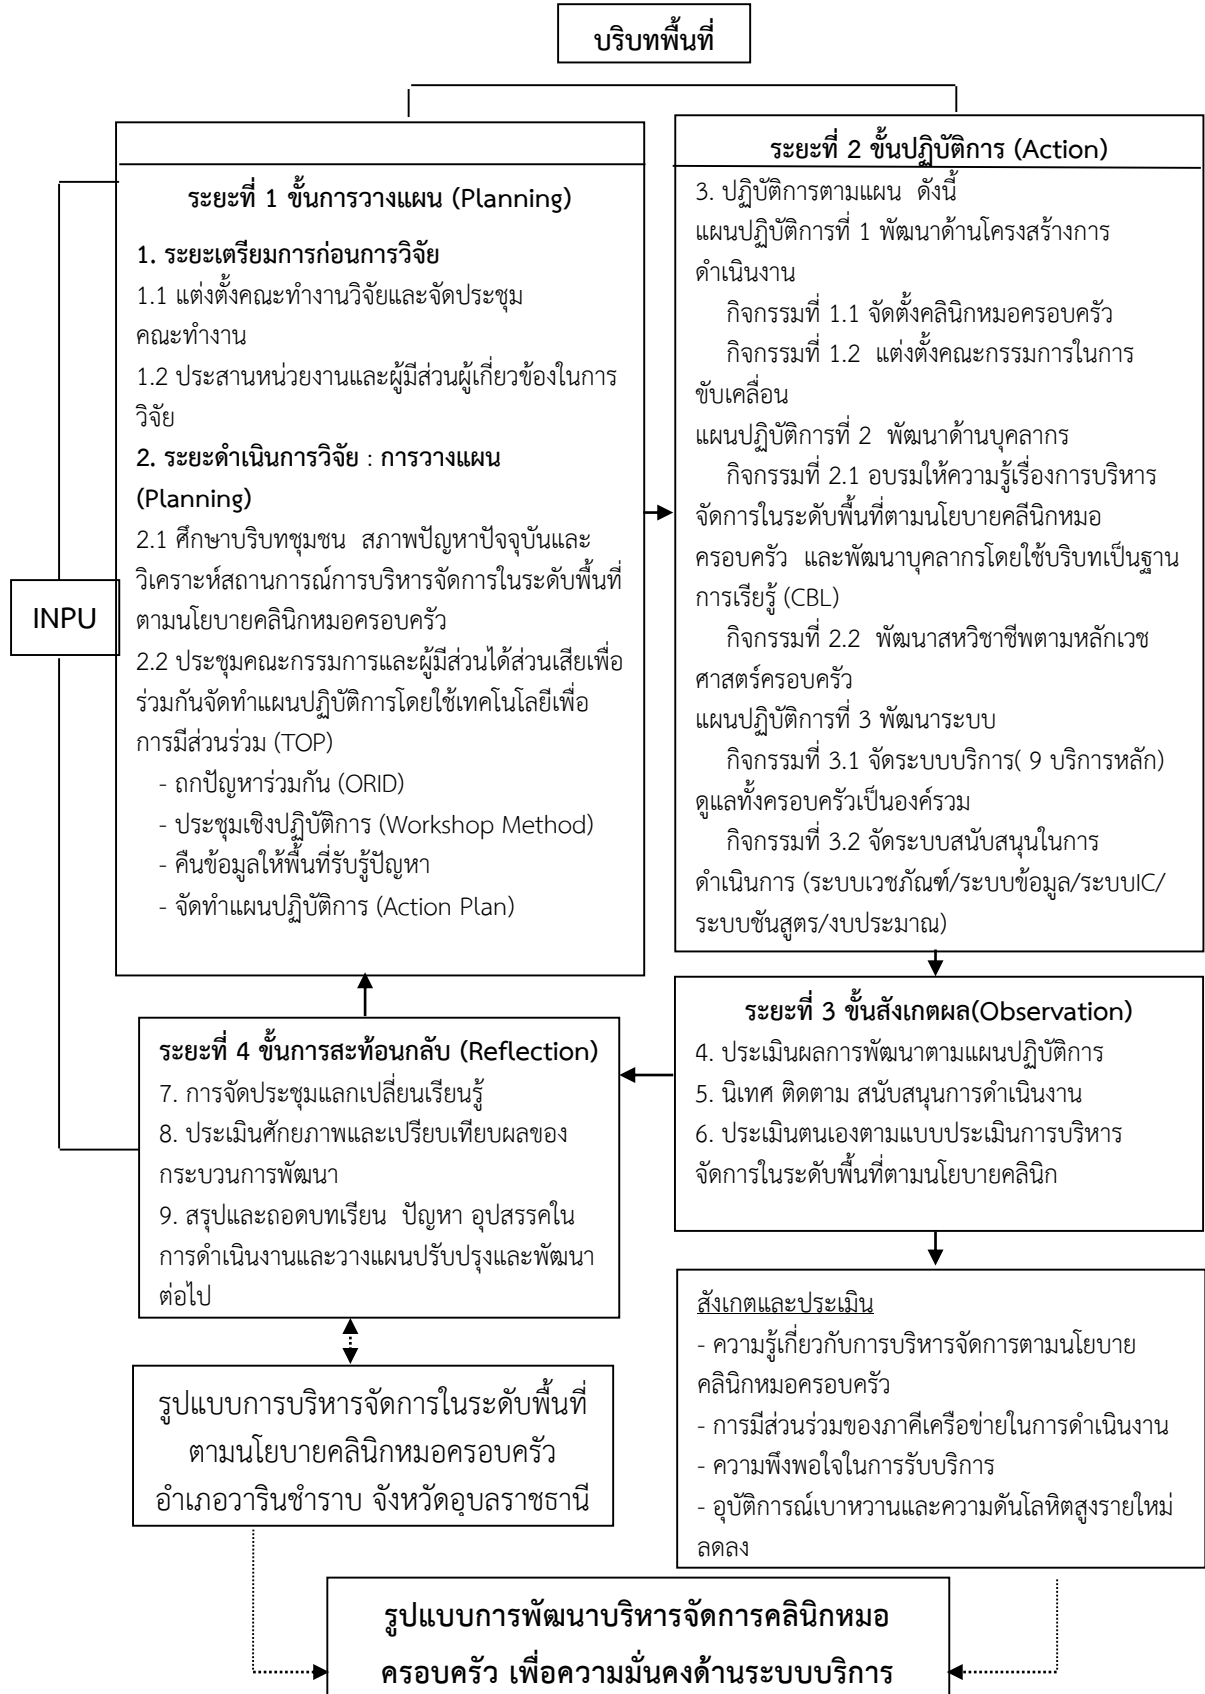 บริบทพื้นที่
ระยะที่ 1 ขั้นการวางแผน (Planning)
1. ระยะเตรียมการก่อนการวิจัย
1.1 แต่งตั้งคณะทำงานวิจัยและจัดประชุม
คณะทำงาน
1.2 ประสานหน่วยงานและผู้มีส่วนผู้เกี่ยวข้องในการ
วิจัย
2. ระยะดำเนินการวิจัย : การวางแผน
(Planning)
2.1 ศึกษาบริบทชุมชน สภาพปัญหาปัจจุบันและ
วิเคราะห์สถานการณ์การบริหารจัดการในระดับพื้นที่
ตามนโยบายคลินิกหมอครอบครัว
2.2 ประชุมคณะกรรมการและผู้มีส่วนได้ส่วนเสียเพื่อ
ร่วมกันจัดทำแผนปฏิบัติการโดยใช้เทคโนโลยีเพื่อ
การมีส่วนร่วม (TOP)
- ถกปัญหาร่วมกัน (ORID)
- ประชุมเชิงปฏิบัติการ (Workshop Method)
- คืนข้อมูลให้พื้นที่รับรู้ปัญหา
- จัดทำแผนปฏิบัติการ (Action Plan)
INPU
ระยะที่ 2 ขั้นปฏิบัติการ (Action)
3. ปฏิบัติการตามแผน ดังนี้
แผนปฏิบัติการที่ 1 พัฒนาด้านโครงสร้างการ
ดำเนินงาน
กิจกรรมที่ 1.1 จัดตั้งคลินิกหมอครอบครัว
กิจกรรมที่ 1.2 แต่งตั้งคณะกรรมการในการ
ขับเคลื่อน
แผนปฏิบัติการที่ 2 พัฒนาด้านบุคลากร
กิจกรรมที่ 2.1 อบรมให้ความรู้เรื่องการบริหาร
จัดการในระดับพื้นที่ตามนโยบายคลีนิกหมอ
ครอบครัว และพัฒนาบุคลากรโดยใช้บริบทเป็นฐาน
การเรียรู้ (CBL)
กิจกรรมที่ 2.2 พัฒนาสหวิชาชีพตามหลักเวช
ศาสตร์ครอบครัว
แผนปฏิบัติการที่ 3 พัฒนาระบบ
กิจกรรมที่ 3.1 จัดระบบบริการ( 9 บริการหลัก)
ดูแลทั้งครอบครัวเป็นองค์รวม
กิจกรรมที่ 3.2 จัดระบบสนับสนุนในการ
ดำเนินการ (ระบบเวชภัณฑ์/ระบบข้อมูล/ระบบIC/
ระบบชันสูตร/งบประมาณ)
ระยะที่ 3 ขั้นสังเกตผล(Observation)
4. ประเมินผลการพัฒนาตามแผนปฏิบัติการ
5. นิเทศ ติดตาม สนับสนุนการดำเนินงาน
6. ประเมินตนเองตามแบบประเมินการบริหาร
จัดการในระดับพื้นที่ตามนโยบายคลินิก
ระยะที่ 4 ขั้นการสะท้อนกลับ (Reflection)
7. การจัดประชุมแลกเปลี่ยนเรียนรู้
8. ประเมินศักยภาพและเปรียบเทียบผลของ
กระบวนการพัฒนา
9. สรุปและถอดบทเรียน ปัญหา อุปสรรคใน
การดำเนินงานและวางแผนปรับปรุงและพัฒนา
ต่อไป
สังเกตและประเมิน
- ความรู้เกี่ยวกับการบริหารจัดการตามนโยบาย
คลินิกหมอครอบครัว
- การมีส่วนร่วมของภาคีเครือข่ายในการดำเนินงาน
- ความพึงพอใจในการรับบริการ
- อุบัติการณ์เบาหวานและความดันโลหิตสูงรายใหม่
ลดลง
รูปแบบการบริหารจัดการในระดับพื้นที่
ตามนโยบายคลินิกหมอครอบครัว
อำเภอวารินชำราบ จังหวัดอุบลราชธานี
รูปแบบการพัฒนาบริหารจัดการคลินิกหมอ
ครอบครัว เพื่อความมั่นคงด้านระบบบริการ